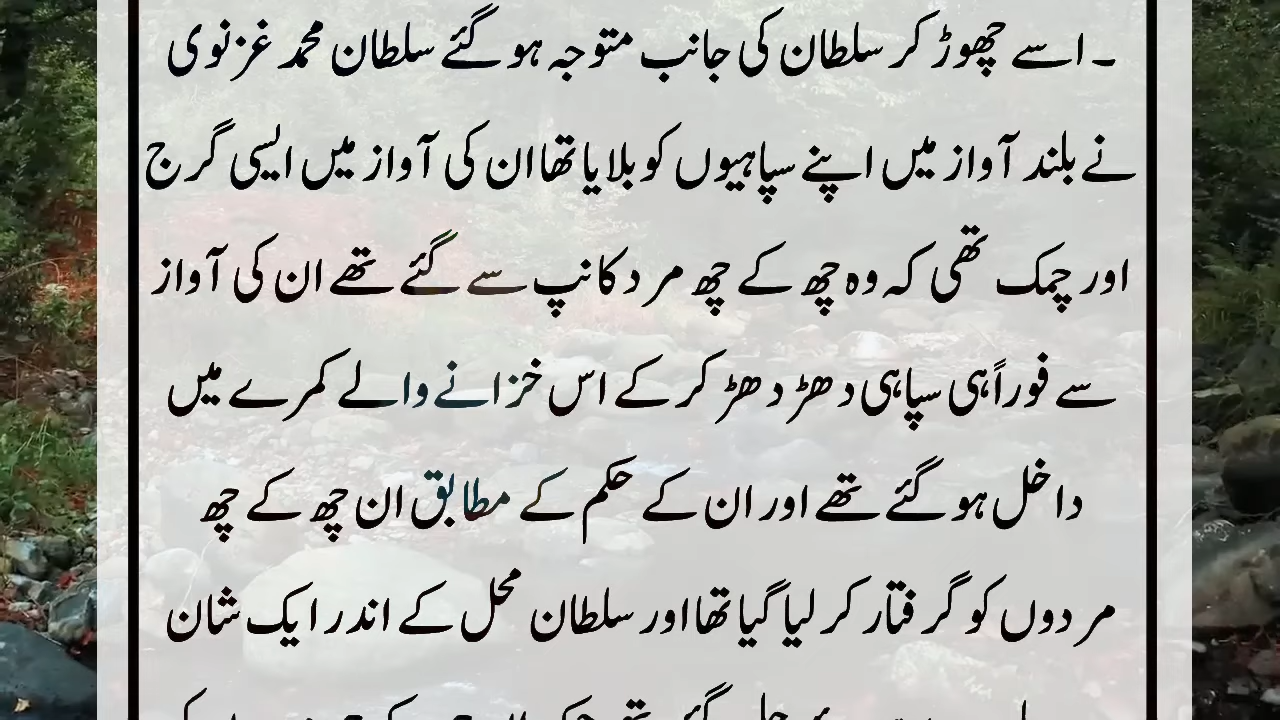 ۔ اسے چھوڑ کر سلطان کی جانب متوجہ ہو گئے سلطان محمد غزنوی
نے بلند آواز میں اپنے سپاہیوں کو بلایا تھا ان کی آواز میں ایسی گرج
اور چمک تھی کہ وہ چھ کے چھ مرد کانپ سے گئے تھے ان کی آواز
سے فوراً ہی سپاہی دھڑ دھڑ کر کے اس خزانے والے کمرے میں
داخل ہو گئے تھے اور ان کے حکم کے مطابق ان چھ کے چھ
مردوں کو گرفتار کر لیا گیا تھا اور سلطان محل کے اندر ایک شان